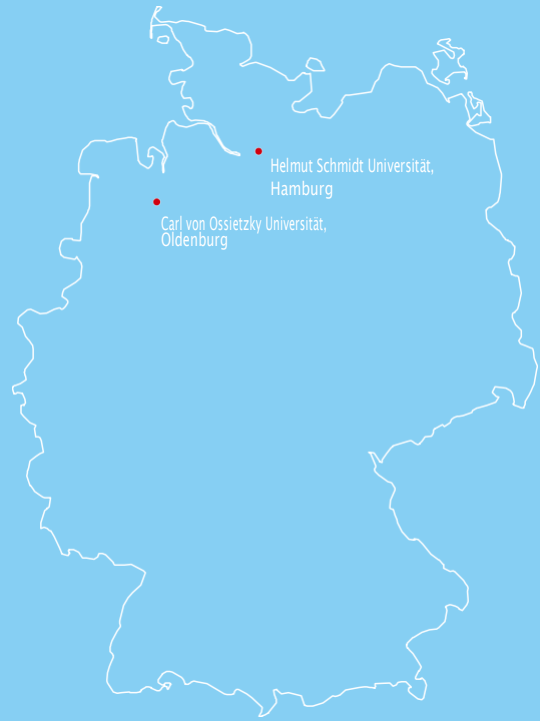 Helmut Schmidt Universität,
Hamburg
Carl von Ossietzky Universität,
Oldenburg